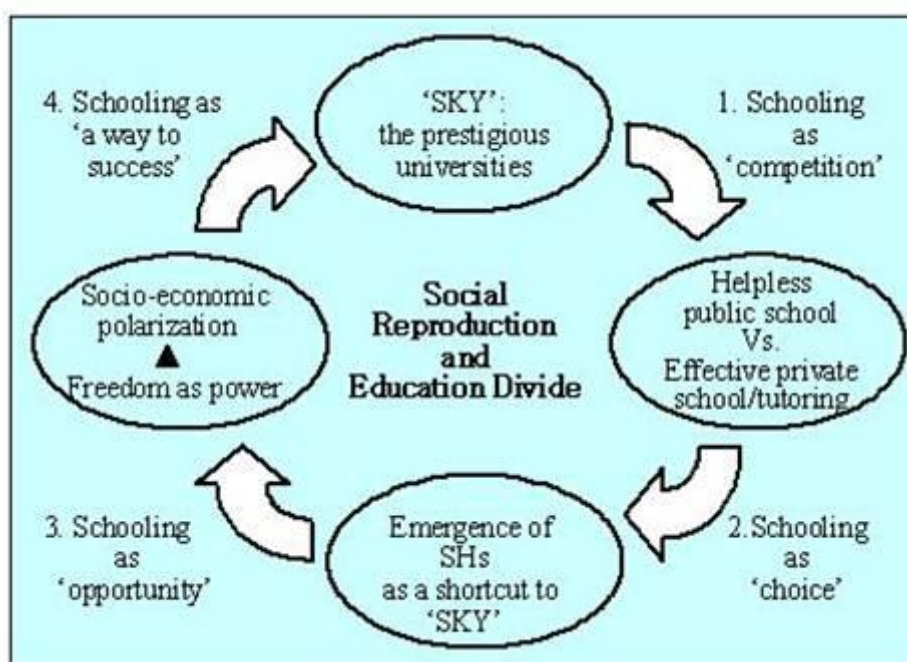 'SKY':
the prestigious
universities
1. Schooling
as
'competition'
Helpless
public school
Vs.
Effective private
school/tutoring
2.Schooling
as
'choice'
Emergence of
SHs
as a shortcut to
'SKY'
3. Schooling
as
'opportunity'
Socio-economic
polarization
▲
Freedom as power
4. Schooling as
'a way to
success'
Social
Reproduction
and
Education Divide